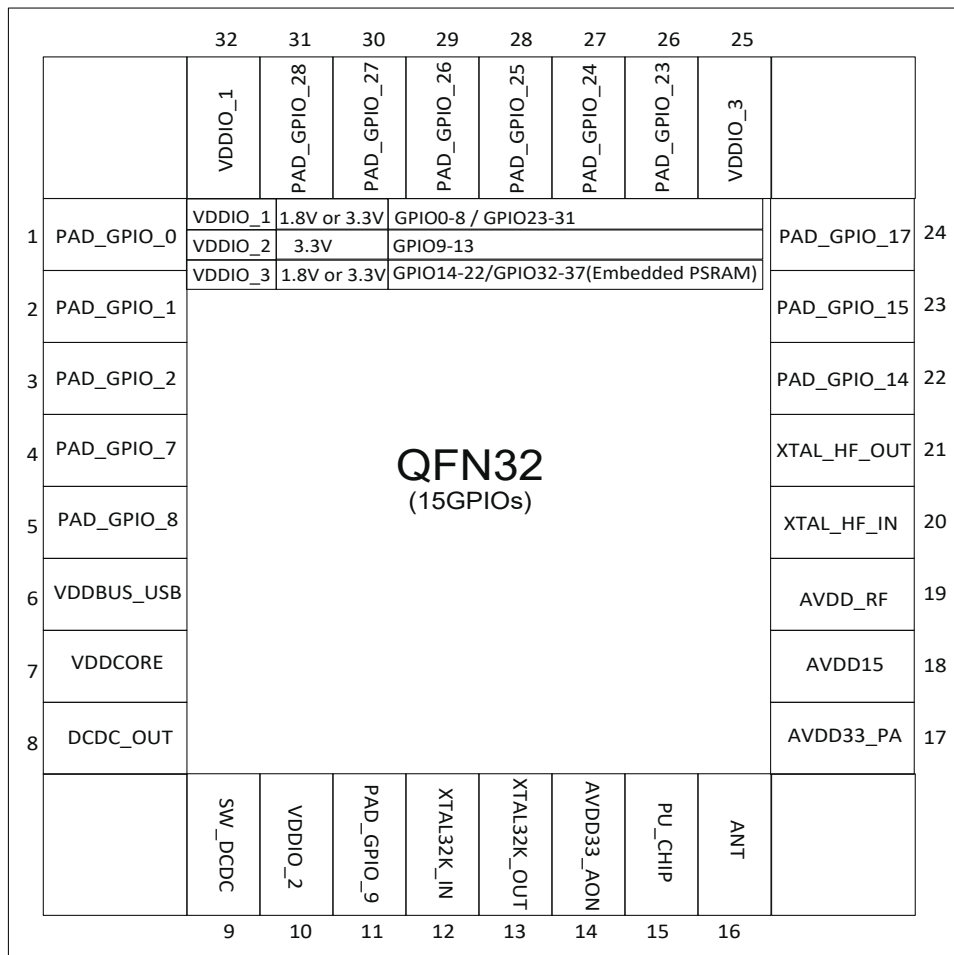 32 31 30 29 28 27 26 25
VDDIO_1
PAD_GPIO_28
PAD_GPIO_27
PAD_GPIO_26
PAD_GPIO_25
PAD_GPIO_24
PAD_GPIO_23
VDDIO_3
VDDIO_1 1.8V or 3.3V GPIO0-8 / GPIO23-31
VDDIO_2 3.3V GPIO9-13
VDDIO_3 1.8V or 3.3V GPIO14-22/GPIO32-37(Embedded PSRAM)
1 PAD_GPIO_0
2 PAD_GPIO_1
3 PAD_GPIO_2
4 PAD_GPIO_7
5 PAD_GPIO_8
6 VDDBUS_USB
7 VDDCORE
8 DCDC_OUT
QFN32
(15GPIOs)
PAD_GPIO_17 24
PAD_GPIO_15 23
PAD_GPIO_14 22
XTAL_HF_OUT 21
XTAL_HF_IN 20
AVDD_RF 19
AVDD15 18
AVDD33_PA 17
SW_DCDC
VDDIO_2
PAD_GPIO_9
XTAL32K_IN
XTAL32K_OUT
AVDD33_AON
PU_CHIP
ANT
9 10 11 12 13 14 15 16